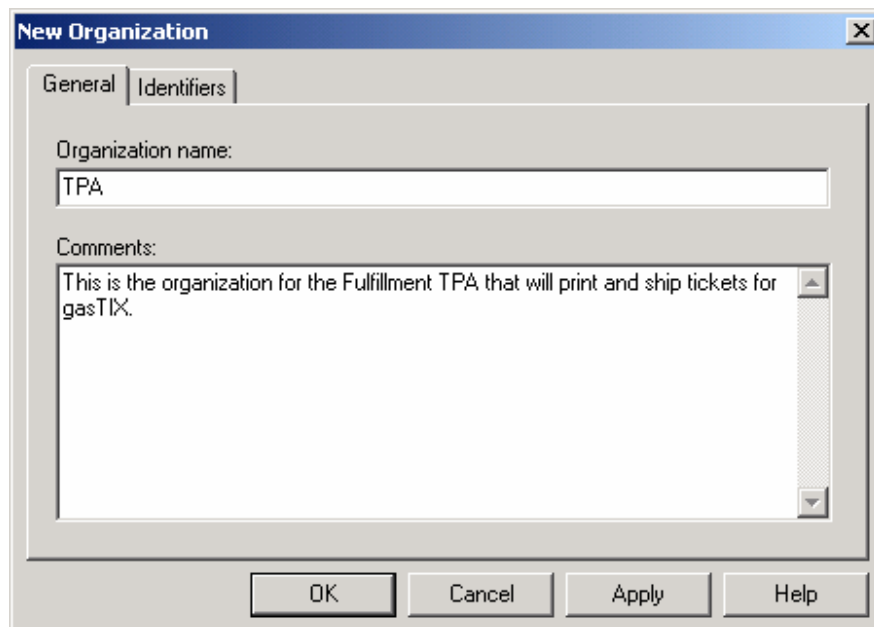 New Organization
General
Identifiers
Organization name:
TPA
Comments:
This is the organization for the Fulfillment TPA that will print and ship tickets for
gasTIX.
OK
Cancel
Apply
Help